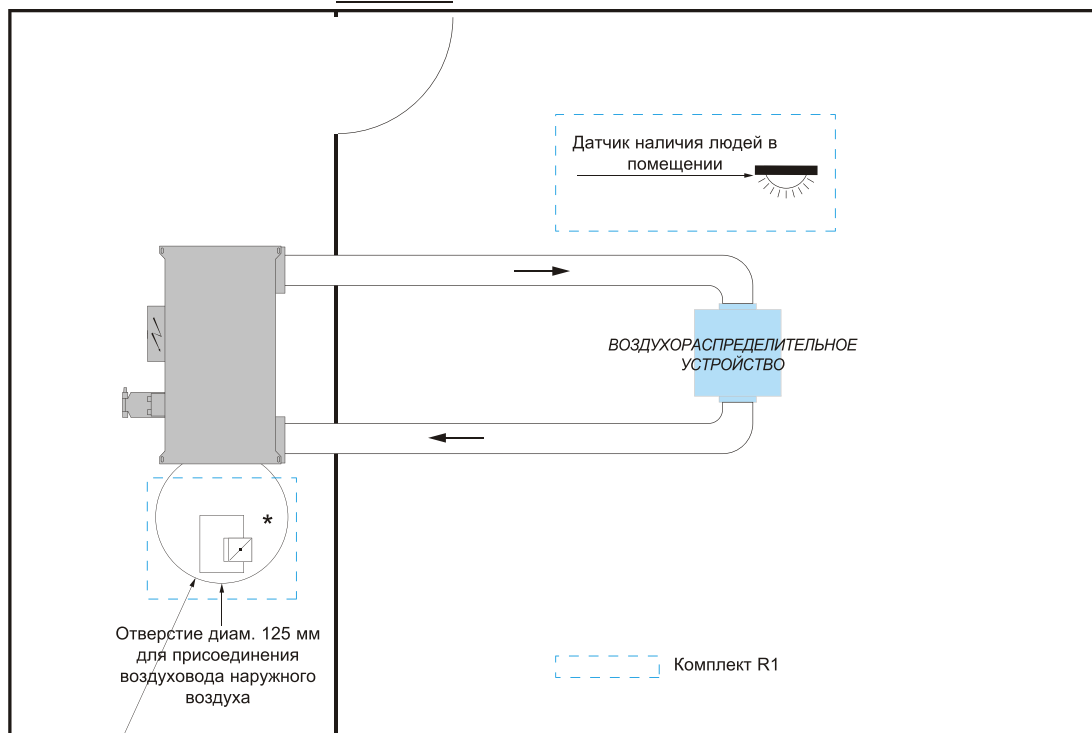 Датчик наличия людей в
помещении
ВОЗДУХОРАСПРЕДЕЛИТЕЛЬНОЕ
УСТРОЙСТВО
*
Отверстие диам. 125 мм
для присоединения
воздуховода наружного
воздуха
Комплект R1